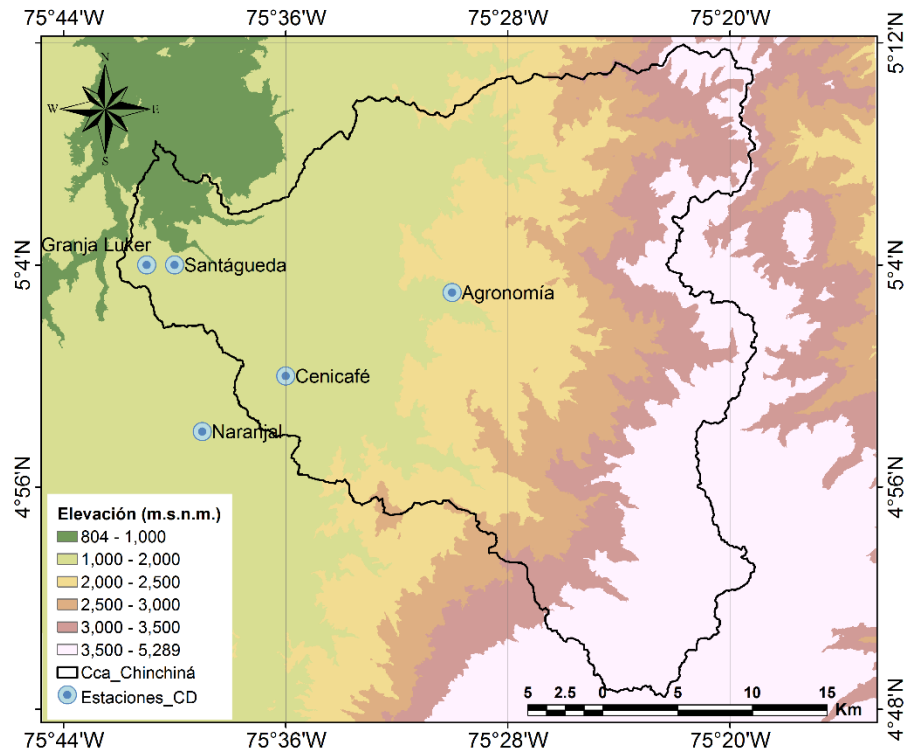 75°44'W 75°36'W 75°28'W 75°20'W
5°12'N
N
W E
S
Granja Luker
Santágueda
5°4'N 5°4'N
Agronomía
Cenicafé
Naranjal
4°56'N 4°56'N
Elevación (m.s.n.m.)
804 - 1,000
1,000 - 2,000
2,000 - 2,500
2,500 - 3,000
3,000 - 3,500
3,500 - 5,289
Cca_Chinchiná
Estaciones_CD
5 2.5 0 5 10 15
Km
4°48'N
75°44'W 75°36'W 75°28'W 75°20'W